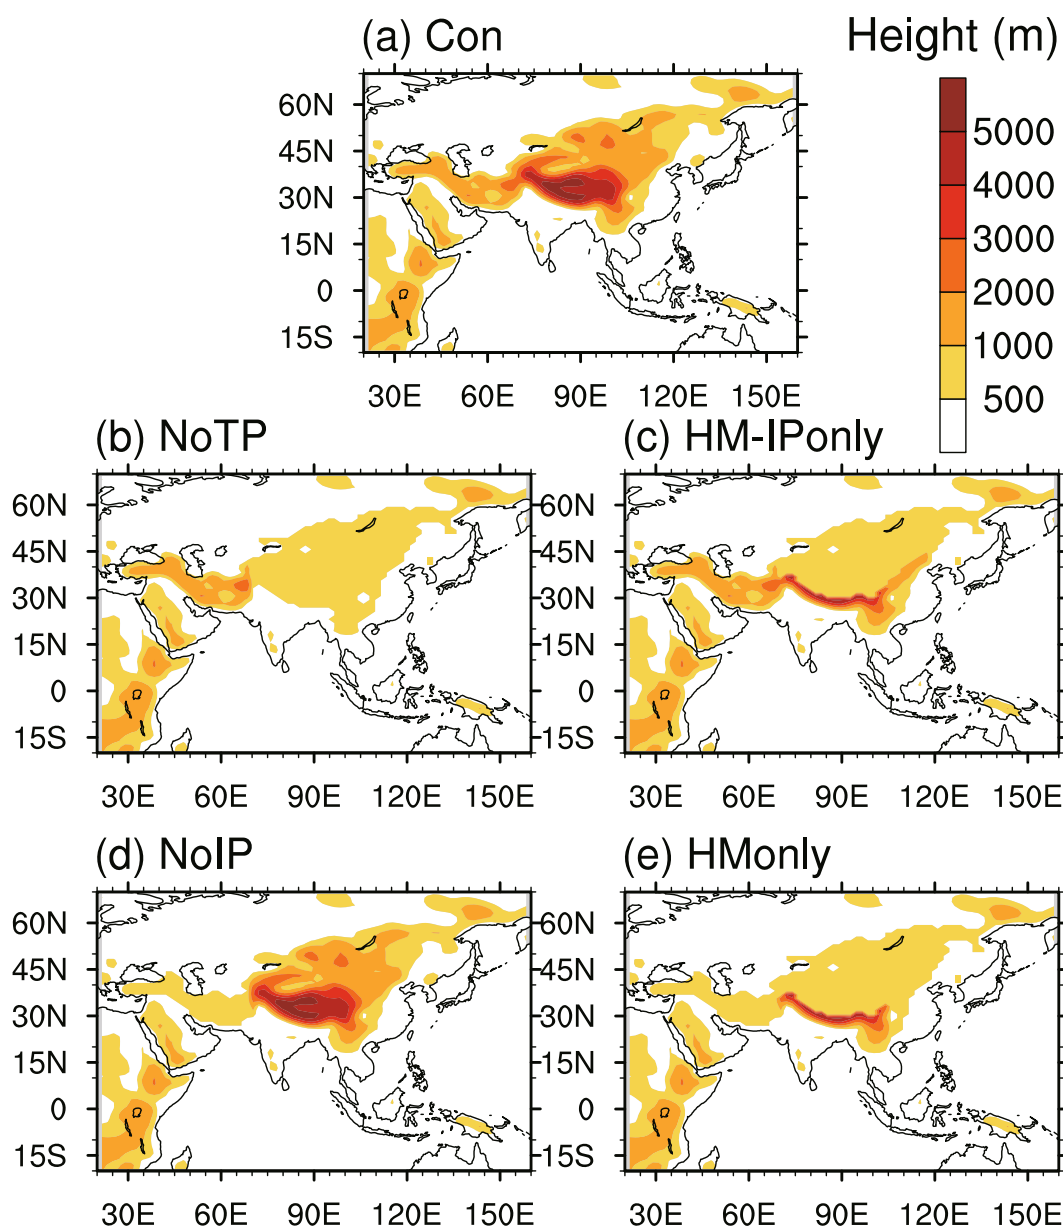 (a) Con
Height (m)
60N
45N
30N
15N
0
15S
30E 60E 90E 120E 150E
5000
4000
3000
2000
1000
500
(b) NoTP
60N
45N
30N
15N
0
15S
30E 60E 90E 120E 150E
(c) HM-IPonly
60N
45N
30N
15N
0
15S
30E 60E 90E 120E 150E
(d) NoIP
60N
45N
30N
15N
0
15S
30E 60E 90E 120E 150E
(e) HMonly
60N
45N
30N
15N
0
15S
30E 60E 90E 120E 150E